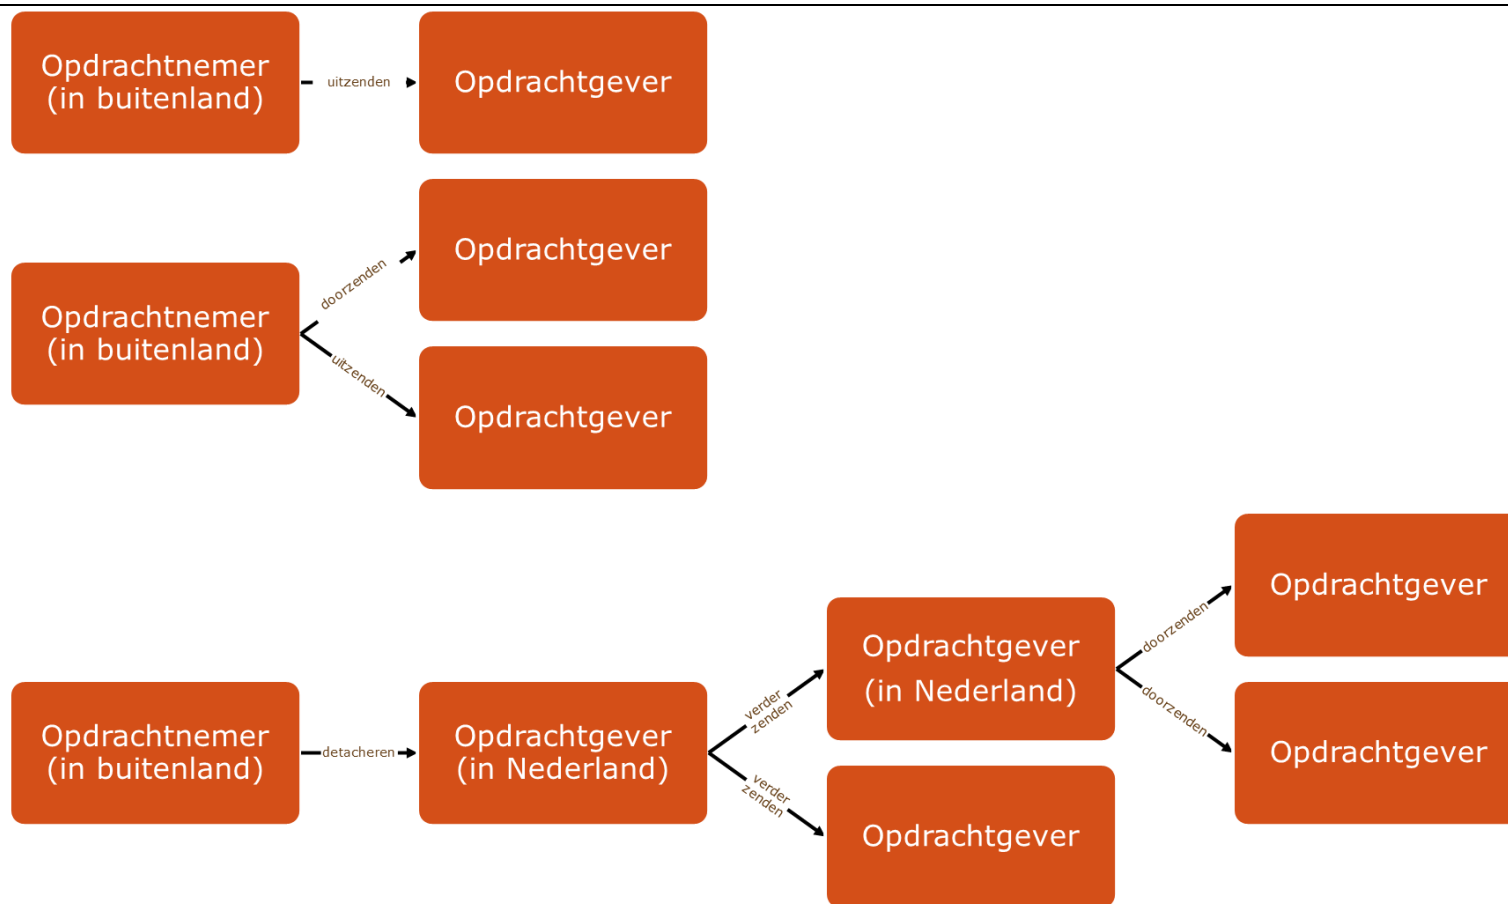 Opdrachtnemer
(in buitenland)
uitzenden
Opdrachtgever
Opdrachtnemer
(in buitenland)
doorzenden
Opdrachtgever
uitzenden
Opdrachtgever
Opdrachtnemer
(in buitenland)
detacheren
Opdrachtgever
(in Nederland)
verder
zenden
Opdrachtgever
(in Nederland)
doorzenden
Opdrachtgever
doorzenden
Opdrachtgever
verder
zenden
Opdrachtgever